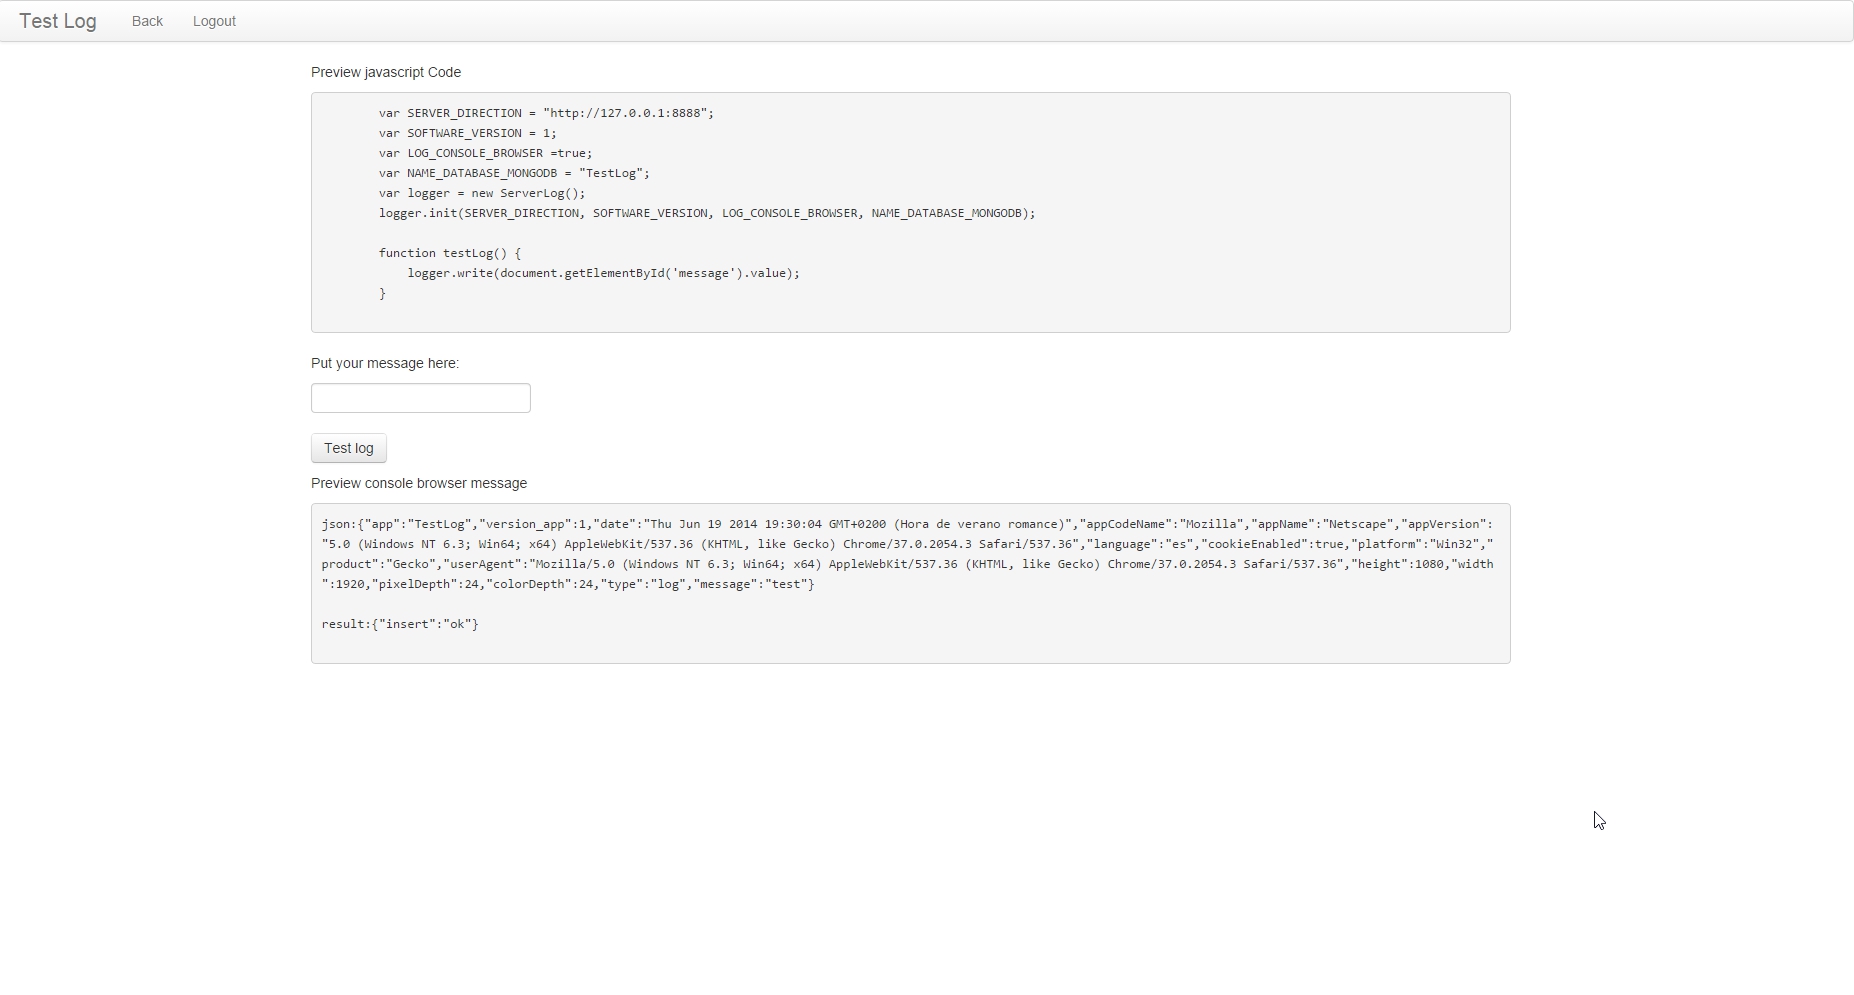 Test Log Back Logout
Preview javascript Code
var SERVER_DIRECTION = "http://127.0.0.1:8888";
var SOFTWARE_VERSION = 1;
var LOG_CONSOLE_BROWSER =true;
var NAME_DATABASE_MONGODB = "TestLog";
var logger = new ServerLog();
logger.init(SERVER_DIRECTION, SOFTWARE_VERSION, LOG_CONSOLE_BROWSER, NAME_DATABASE_MONGODB);
function testLog() {
logger.write(document.getElementById('message').value);
}
Put your message here:
Test log
Preview console browser message
json:{"app":"TestLog","version_app":1,"date":"Thu Jun 19 2014 19:30:04 GMT+0200 (Hora de verano romance)","appCodeName":"Mozilla","appName":"Netscape","appVersion":
"5.0 (Windows NT 6.3; Win64; x64) AppleWebKit/537.36 (KHTML, like Gecko) Chrome/37.0.2054.3 Safari/537.36","language":"es","cookieEnabled":true,"platform":"Win32","
product":"Gecko","userAgent":"Mozilla/5.0 (Windows NT 6.3; Win64; x64) AppleWebKit/537.36 (KHTML, like Gecko) Chrome/37.0.2054.3 Safari/537.36","height":1080,"width
":1920,"pixelDepth":24,"colorDepth":24,"type":"log","message":"test"}
result:{"insert":"ok"}